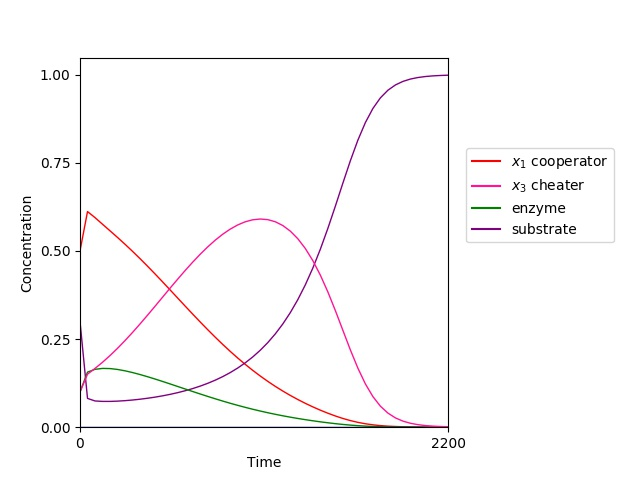 1.00
0.75
0.50
0.25
0.00
Concentration
0
2200
Time
x₁ cooperator
x₃ cheater
enzyme
substrate